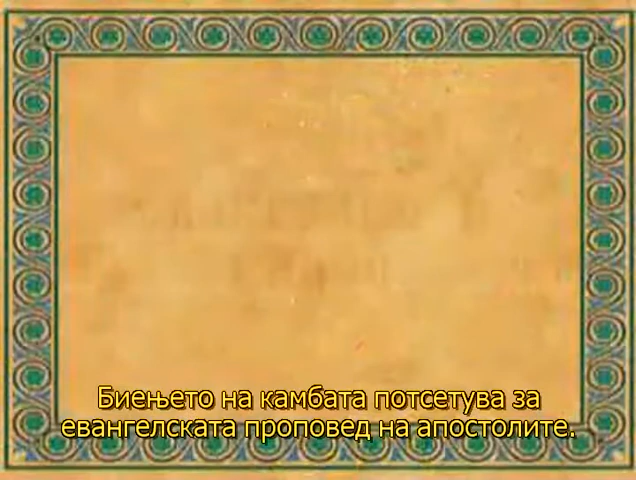 Биењето на камбата потсетува за
евангелската проповед на апостолите.